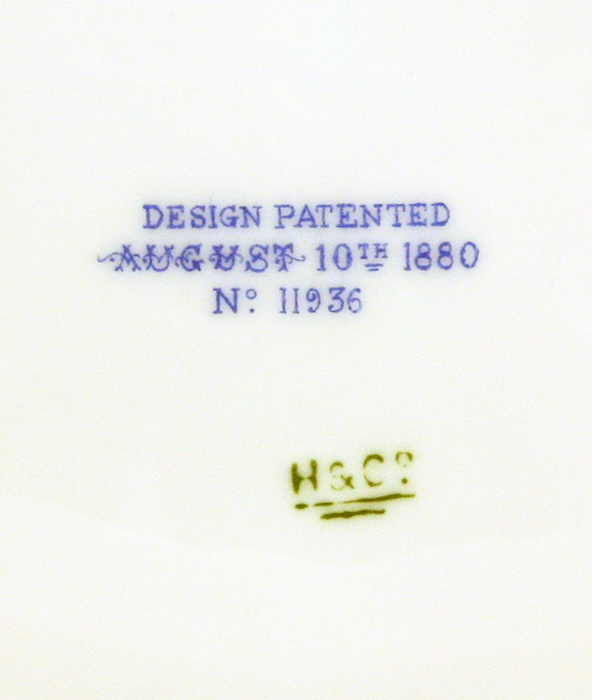 DESIGN PATENTED
AUGUST 10TH 1880
Nº 11936
H&Cº